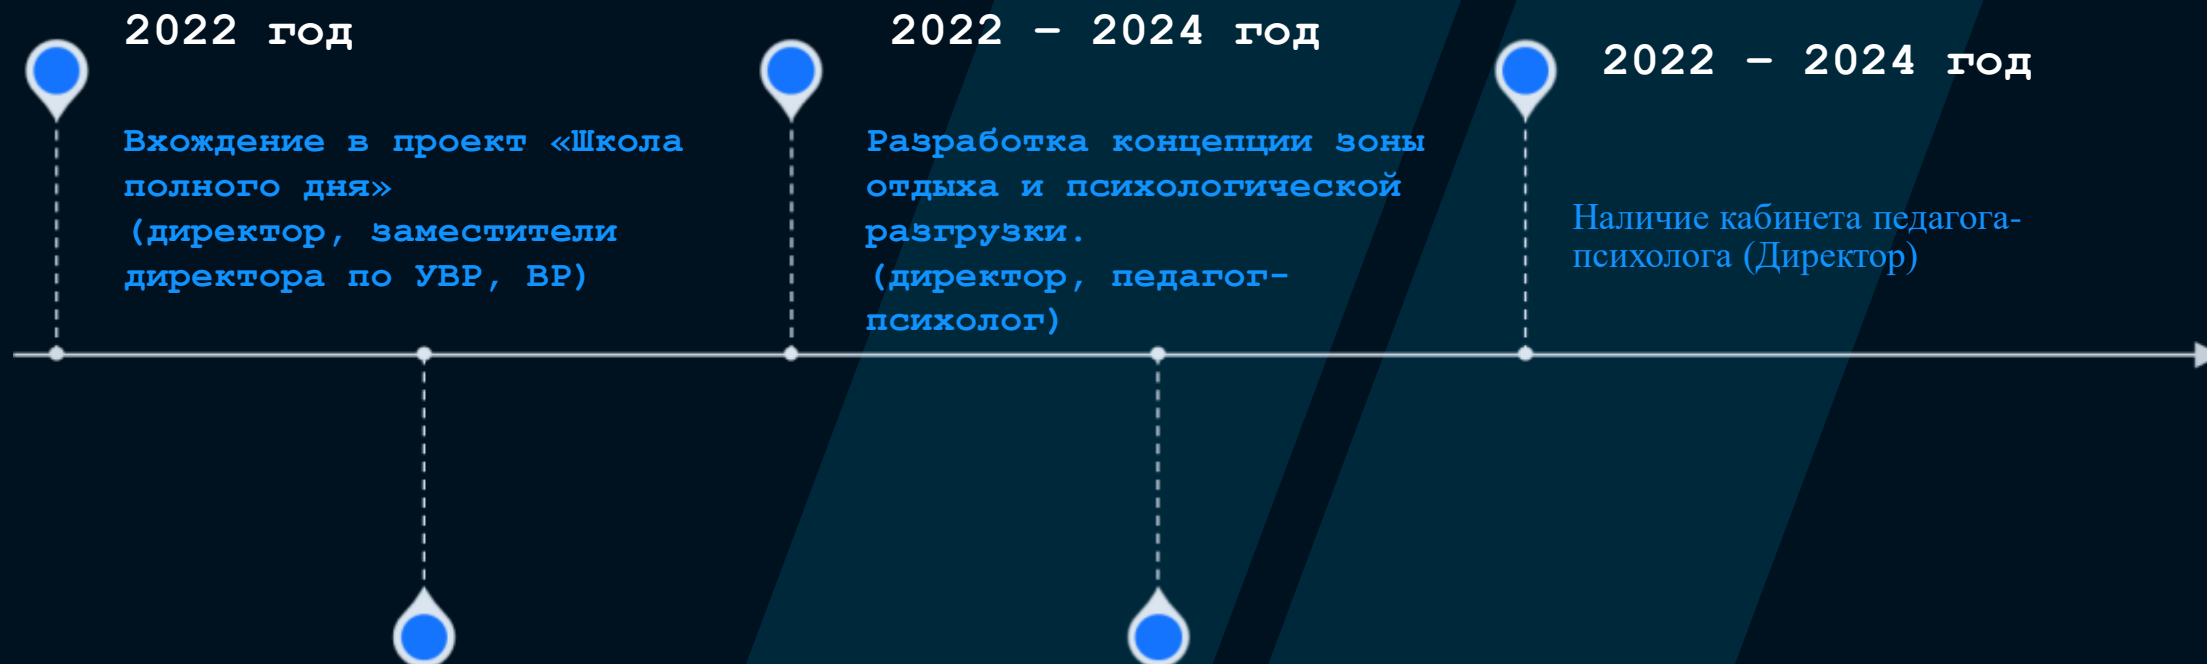 2022 год
Вхождение в проект «Школа
полного дня»
(директор, заместители
директора по УВР, ВР)
2022 – 2024 год
Разработка концепции зоны
отдыха и психологической
разгрузки.
(директор, педагог-
психолог)
2022 – 2024 год
Наличие кабинета педагога-
психолога (Директор)